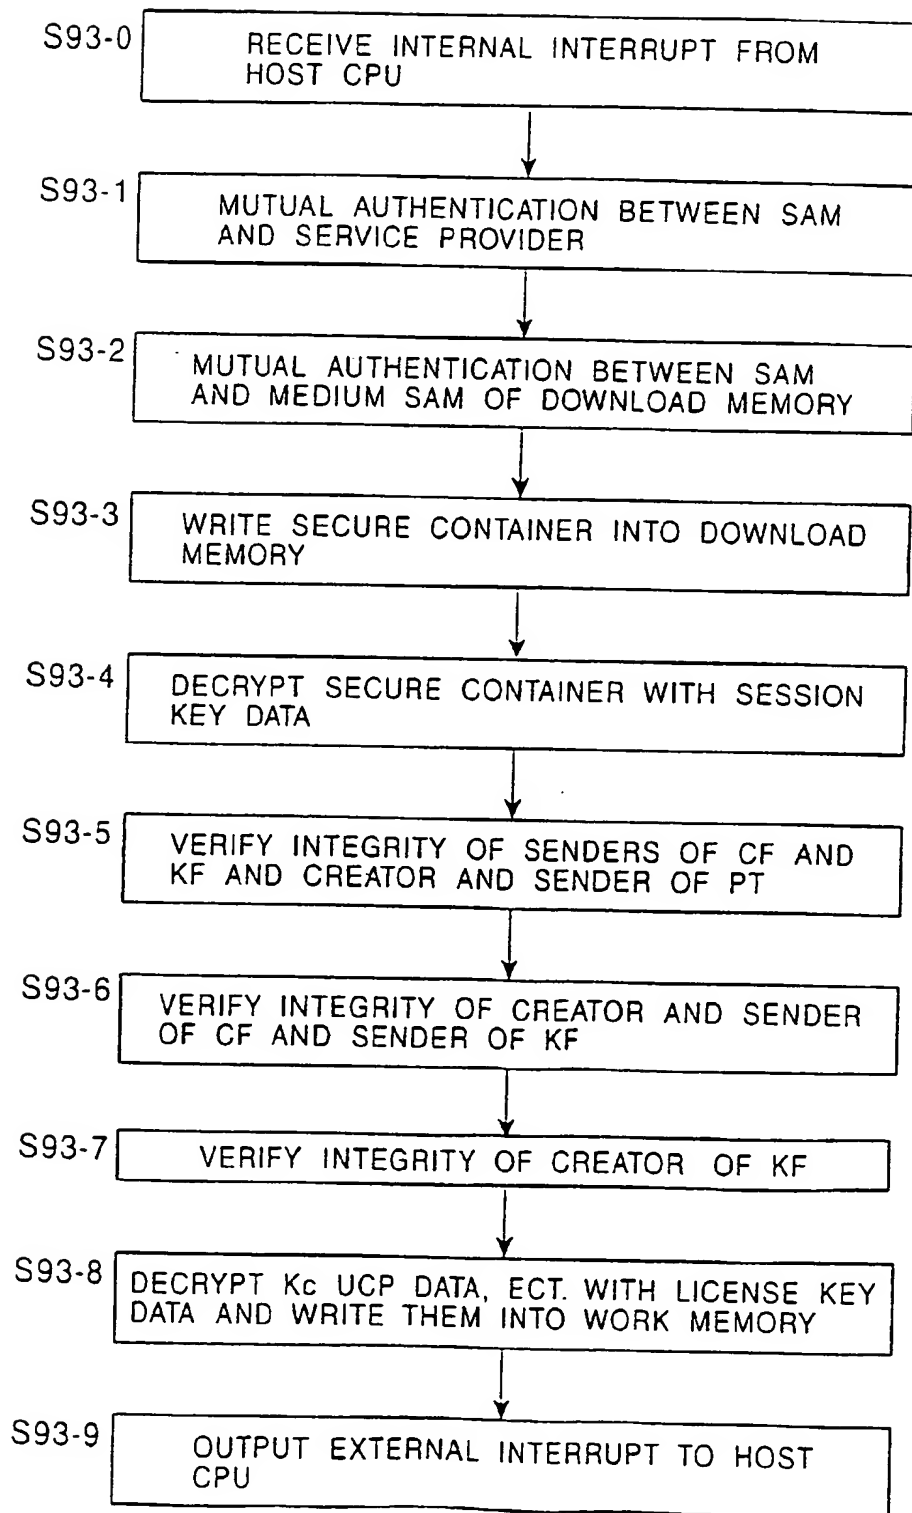 S93-0
RECEIVE INTERNAL INTERRUPT FROM
HOST CPU
S93-1
MUTUAL AUTHENTICATION BETWEEN SAM
AND SERVICE PROVIDER
S93-2
MUTUAL AUTHENTICATION BETWEEN SAM
AND MEDIUM SAM OF DOWNLOAD MEMORY
S93-3
WRITE SECURE CONTAINER INTO DOWNLOAD
MEMORY
S93-4
DECRYPT SECURE CONTAINER WITH SESSION
KEY DATA
S93-5
VERIFY INTEGRITY OF SENDERS OF CF AND
KF AND CREATOR AND SENDER OF PT
S93-6
VERIFY INTEGRITY OF CREATOR AND SENDER
OF CF AND SENDER OF KF
S93-7
VERIFY INTEGRITY OF CREATOR OF KF
S93-8
DECRYPT Kc UCP DATA, ECT. WITH LICENSE KEY
DATA AND WRITE THEM INTO WORK MEMORY
S93-9
OUTPUT EXTERNAL INTERRUPT TO HOST
CPU